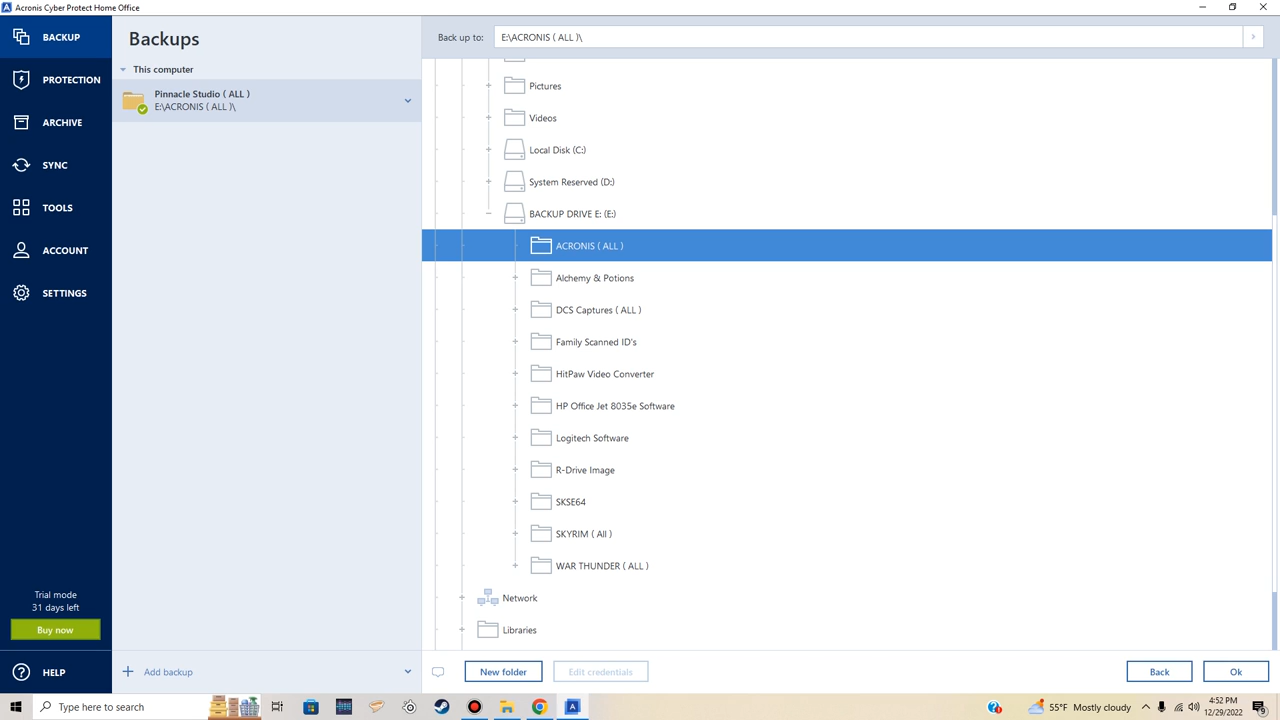 Acronis Cyber Protect Home Office
BACKUP
PROTECTION
ARCHIVE
SYNC
TOOLS
ACCOUNT
SETTINGS
Trial mode
31 days left
Buy now
HELP
Backups
This computer
Pinnacle Studio ( ALL )
E:\ACRONIS ( ALL )\
Add backup
Back up to:
E:\ACRONIS ( ALL )\
Pictures
Videos
Local Disk (C:)
System Reserved (D:)
BACKUP DRIVE E: (E:)
ACRONIS ( ALL )
Alchemy & Potions
DCS Captures ( ALL )
Family Scanned ID's
HitPaw Video Converter
HP Office Jet 8035e Software
Logitech Software
R-Drive Image
SKSE64
SKYRIM ( All )
WAR THUNDER ( ALL )
Network
Libraries
New folder
Edit credentials
Back
Ok
Type here to search
55°F Mostly cloudy
4:52 PM
12/29/2022